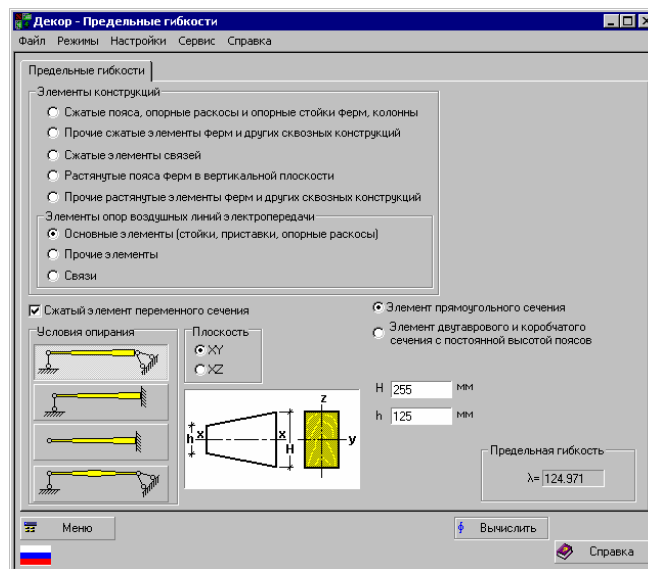 Декор - Предельные гибкости
Файл Режимы Настройки Сервис Справка
Предельные гибкости
Элементы конструкций
Сжатые пояса, опорные раскосы и опорные стойки ферм, колонны
Прочие сжатые элементы ферм и других сквозных конструкций
Сжатые элементы связей
Растянутые пояса ферм в вертикальной плоскости
Прочие растянутые элементы ферм и других сквозных конструкций
Элементы опор воздушных линий электропередачи
Основные элементы (стойки, приставки, опорные раскосы)
Прочие элементы
Связи
Сжатый элемент переменного сечения
Элемент прямоугольного сечения
Элемент двутаврового и коробчатого
сечения с постоянной высотой поясов
Условия опирания
Плоскость
XY
XZ
H 255 мм
h 125 мм
z
h x x H y
Предельная гибкость
λ= 124.971
Меню
Вычислить
Справка